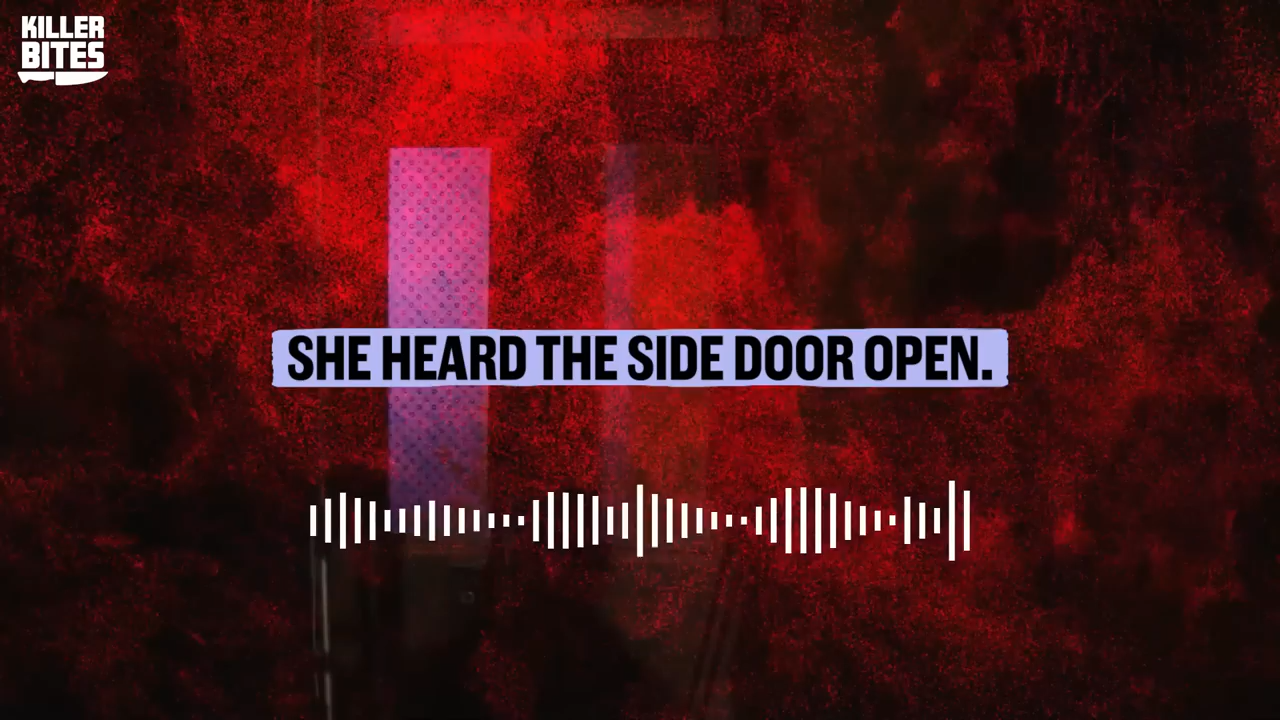 KILLER
BITES
SHE HEARD THE SIDE DOOR OPEN.